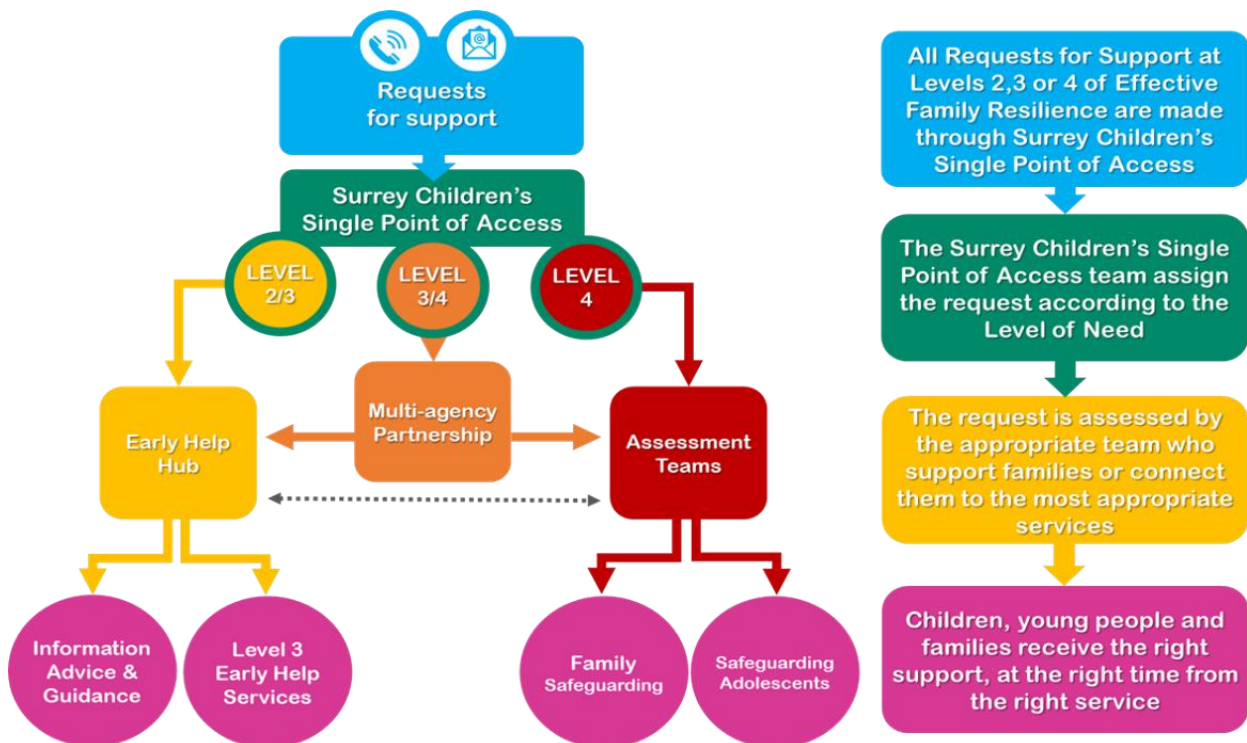 Requests
for support
Surrey Children's
Single Point of Access
LEVEL
2/3
LEVEL
3/4
LEVEL
4
Early Help
Hub
Multi-agency
Partnership
Assessment
Teams
Information
Advice &
Guidance
Level 3
Early Help
Services
Family
Safeguarding
Safeguarding
Adolescents
All Requests for Support at
Levels 2,3 or 4 of Effective
Family Resilience are made
through Surrey Children's
Single Point of Access
The Surrey Children's Single
Point of Access team assign
the request according to the
Level of Need
The request is assessed by
the appropriate team who
support families or connect
them to the most appropriate
services
Children, young people and
families receive the right
support, at the right time from
the right service